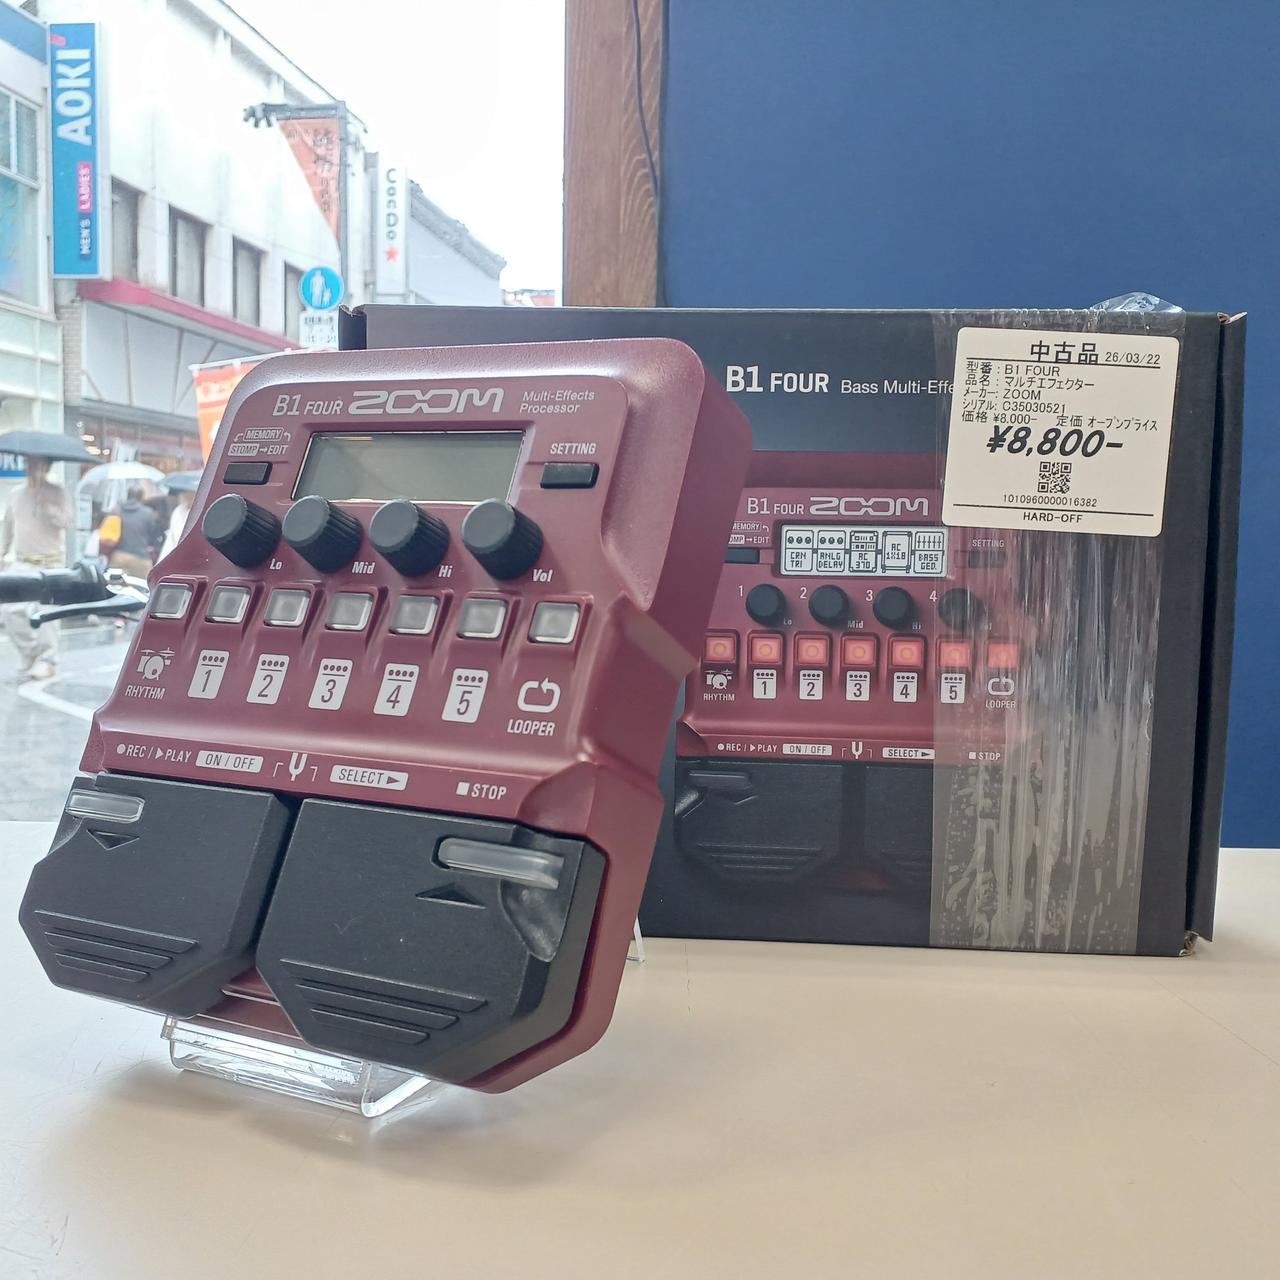 AOKI
MEN'S LADIES
CanDo★
B1 FOUR ZOOM Multi-Effects
Processor
MEMORY
STOMP → EDIT
SETTING
Lo Mid Hi Vol
RHYTHM 1 2 3 4 5 LOOPER
●REC / ▶PLAY ON / OFF SELECT▶ ■STOP
B1 FOUR Bass Multi-Effe
B1 FOUR ZOOM
MEMORY
OMP → EDIT
CRN TRI ANLG DELAY AC 370 AC 1X18 BASS GEQ.
SETTING
1 2 3 4
Lo Mid Hi
RHYTHM 1 2 3 4 5 LOOPER
●REC / ▶PLAY ON / OFF SELECT▶ ■STOP
中古品 26/03/22
型番 : B1 FOUR
品名 : マルチエフェクター
メーカー: ZOOM
シリアル: C35030521
価格 ¥8,000- 定価 オープンプライス
¥8,800-
1010960000016382
HARD-OFF